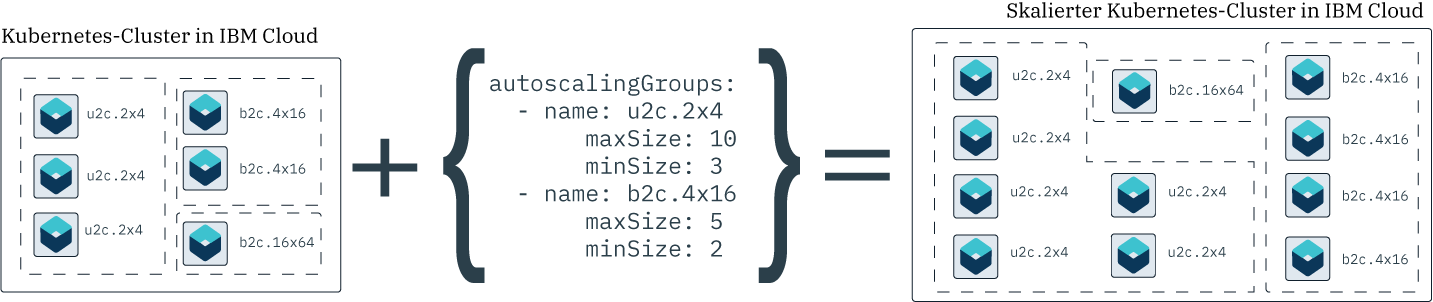 Kubernetes-Cluster in IBM Cloud
u2c.2x4
u2c.2x4
u2c.2x4
b2c.4x16
b2c.4x16
b2c.16x64
+
{
autoscalingGroups:
- name: u2c.2x4
maxSize: 10
minSize: 3
- name: b2c.4x16
maxSize: 5
minSize: 2
}
=
Skalierter Kubernetes-Cluster in IBM Cloud
u2c.2x4
u2c.2x4
u2c.2x4
u2c.2x4
b2c.16x64
u2c.2x4
u2c.2x4
b2c.4x16
b2c.4x16
b2c.4x16
b2c.4x16